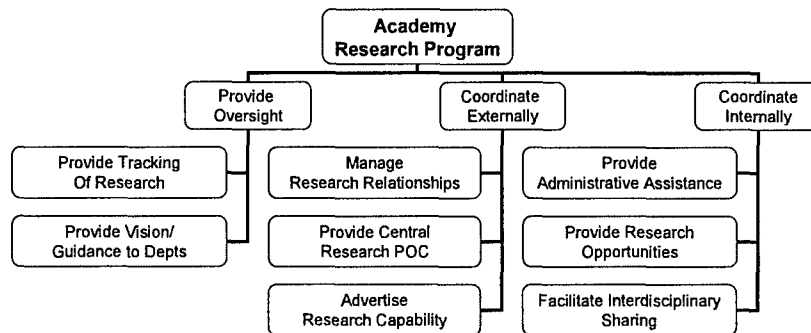 Academy
Research Program
Provide
Oversight
Coordinate
Externally
Coordinate
Internally
Provide Tracking
Of Research
Manage
Research Relationships
Provide
Administrative Assistance
Provide Vision/
Guidance to Depts
Provide Central
Research POC
Provide Research
Opportunities
Advertise
Research Capability
Facilitate Interdisciplinary
Sharing